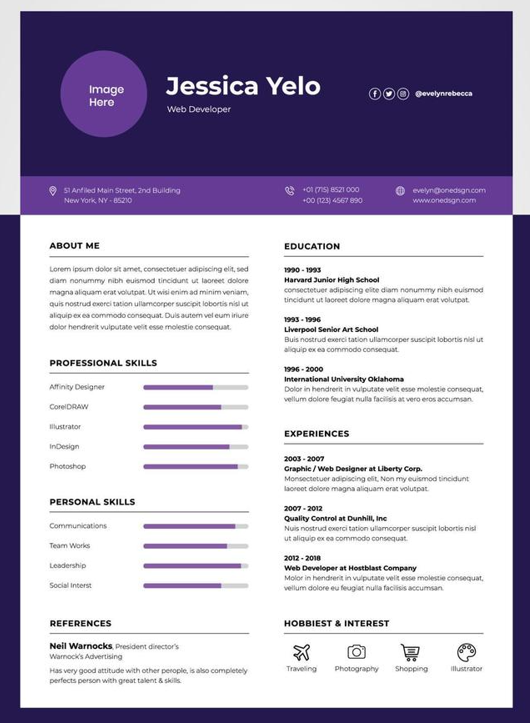 Image
Here
Jessica Yelo
Web Developer
@evelynrebecca
51 Anfiled Main Street, 2nd Building
New York, NY - 85210
+01 (715) 8521 000
+00 (123) 4567 890
evelyn@onedsgn.com
www.onedsgn.com
ABOUT ME
Lorem ipsum dolor sit amet, consectetuer adipiscing elit, sed
diam nonummy nibh euismod tincidunt ut laoreet dolore
magna aliquam erat volutpat. Ut wisi enim ad minim veniam,
quis nostrud exerci tation ullamcorper suscipit lobortis nisl ut
aliquip ex ea commodo consequat. Duis autem vel eum iriure
dolor hendrerit vulputate velit esse molestie consequat.
PROFESSIONAL SKILLS
Affinity Designer
CorelDRAW
Illustrator
InDesign
Photoshop
PERSONAL SKILLS
Communications
Team Works
Leadership
Social Interst
REFERENCES
Neil Warnocks, President director's
Warnock's Advertising
Has very good attitude with other perople, is also completely
perfects person with great talent & skills.
EDUCATION
1990 - 1993
Harvard Junior High School
consectetuer adipiscing elite diam nonummy nibh euismod
tincidunt ut laoreet dolore magna aliquam erat volutpat.
1993 - 1996
Liverpool Senior Art School
Buis nostrud exerci tation ullamcorper suscipit lobortis nisl ut
aliquip ex ea commodo consequat.
1996 - 2000
International University Oklahoma
Dolor in hendrerit in vulputate velit esse molestie consequat,
vellum dolore feugiat nulla facilisis at vero eros accumsan.
EXPERIENCES
2003 - 2007
Graphic / Web Designer at Liberty Corp.
Monsectetuer adipiscing elit, Non my euismod tincidunt
laoreet dolore magna aliquam erat volutpat.
2007 - 2012
Quality Control at Dunhill, Inc
Nuis nostrud exerci tation ullamcorper suscipit lobortis nisl
ut aliquip ex ea commodo consequat.
2012 - 2018
Web Developer at Hostblast Company
Molor in hendrerit in vulputate velit esse molestie consequat,
vellum dolore eu feugiat nulla facilisis at accumsan.
HOBBIEST & INTEREST
Traveling
Photography
Shopping
Illustrator